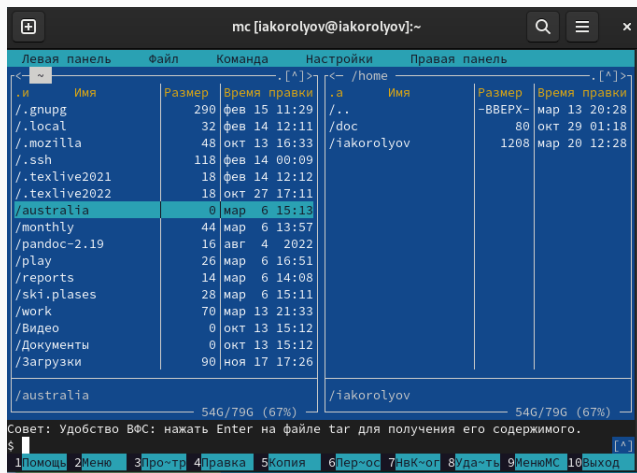 mc [iakorolyov@iakorolyov]:~
Левая панель Файл Команда Настройки Правая панель
<- ~ .[^]> <- /home .[^]>
.и Имя Размер Время правки .а Имя Размер Время правки
/.gnupg 290 фев 15 11:29 /.. -ВВЕРХ- мар 13 20:28
/.local 32 фев 14 12:11 /doc 80 окт 29 01:18
/.mozilla 48 окт 13 16:33 /iakorolyov 1208 мар 20 12:28
/.ssh 118 фев 14 00:09
/.texlive2021 18 фев 14 12:12
/.texlive2022 18 окт 27 17:11
/australia 0 мар 6 15:13
/monthly 44 мар 6 13:57
/pandoc-2.19 16 авг 4 2022
/play 26 мар 6 16:51
/reports 14 мар 6 14:08
/ski.plases 28 мар 6 15:11
/work 70 мар 13 21:33
/Видео 0 окт 13 15:12
/Документы 0 окт 13 15:12
/Загрузки 90 ноя 17 17:26
/australia /iakorolyov
54G/79G (67%) 54G/79G (67%)
Совет: Удобство ВФС: нажать Enter на файле tar для получения его содержимого.
$ [^]
1Помощь 2Меню 3Про~тр 4Правка 5Копия 6Пер~ос 7НвК~ог 8Уда~ть 9МенюМС 10Выход